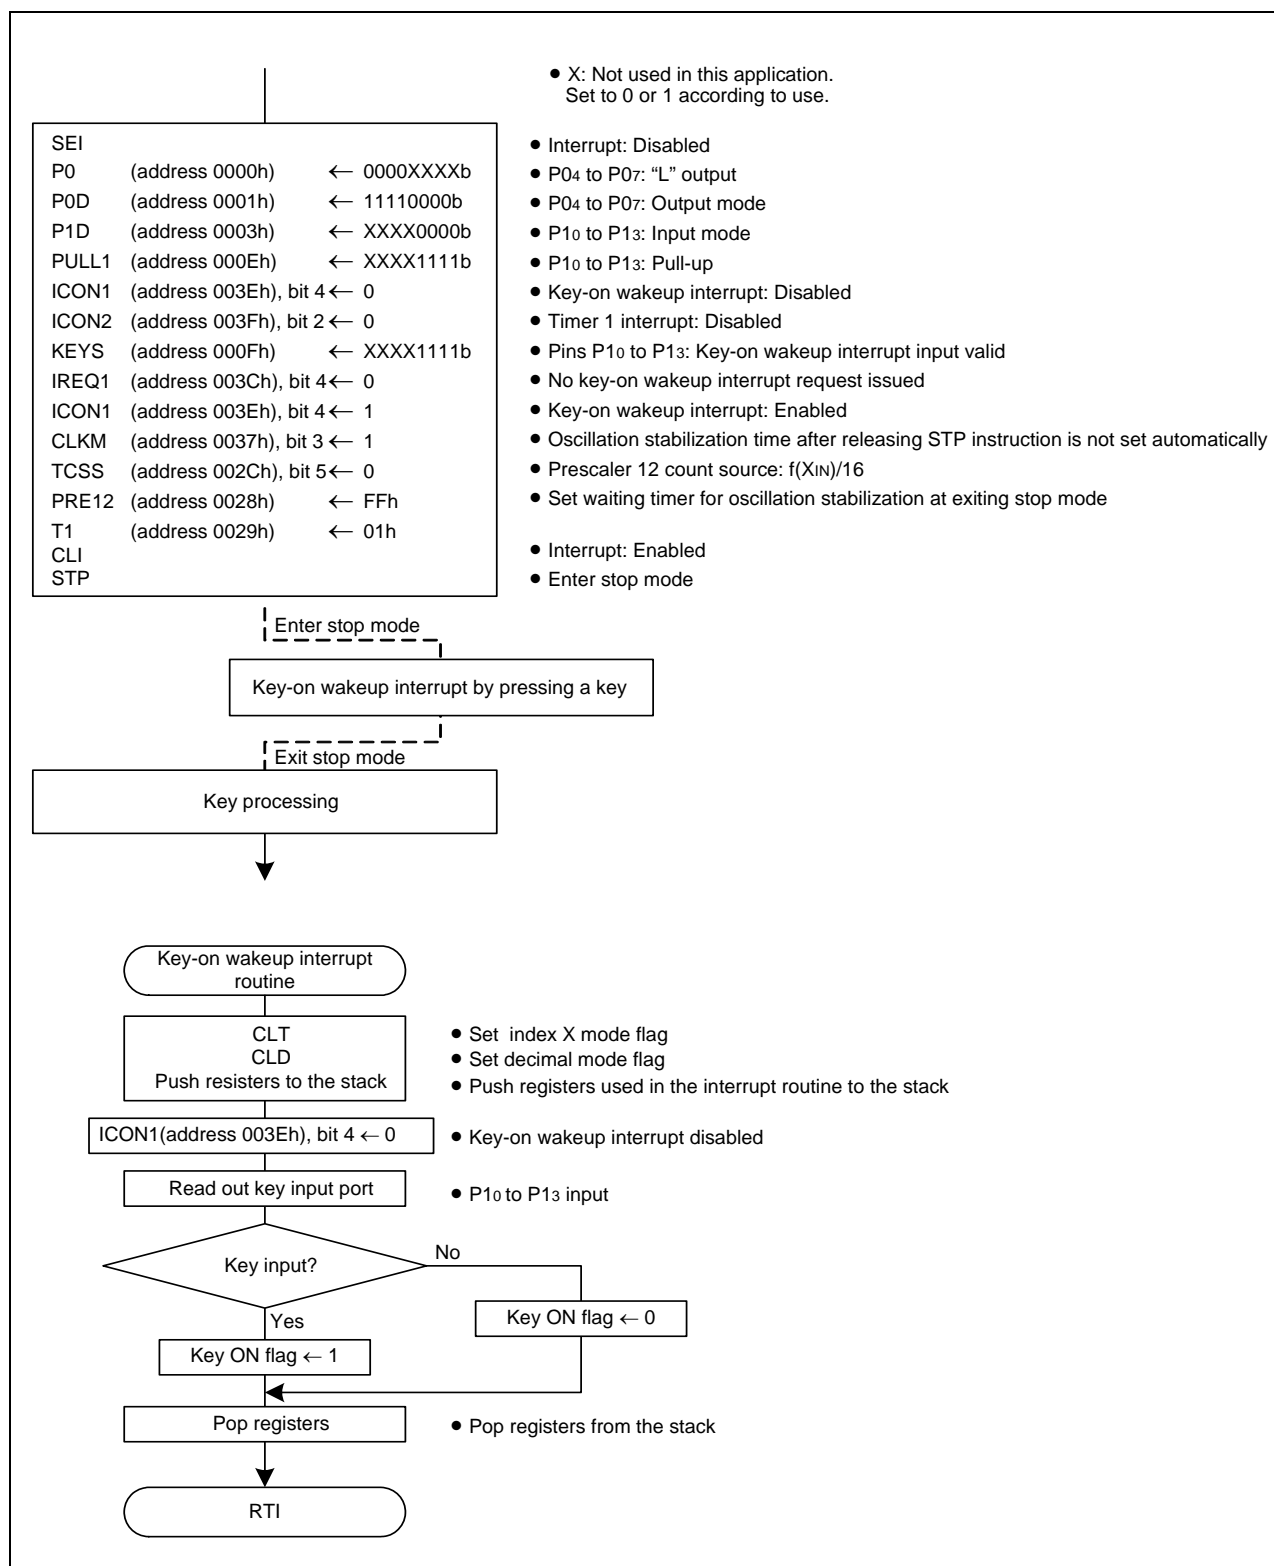 ● X: Not used in this application.
Set to 0 or 1 according to use.
SEI ● Interrupt: Disabled
P0 (address 0000h) ← 0000XXXXb ● P04 to P07: “L” output
P0D (address 0001h) ← 11110000b ● P04 to P07: Output mode
P1D (address 0003h) ← XXXX0000b ● P10 to P13: Input mode
PULL1 (address 000Eh) ← XXXX1111b ● P10 to P13: Pull-up
ICON1 (address 003Eh), bit 4 ← 0 ● Key-on wakeup interrupt: Disabled
ICON2 (address 003Fh), bit 2 ← 0 ● Timer 1 interrupt: Disabled
KEYS (address 000Fh) ← XXXX1111b ● Pins P10 to P13: Key-on wakeup interrupt input valid
IREQ1 (address 003Ch), bit 4 ← 0 ● No key-on wakeup interrupt request issued
ICON1 (address 003Eh), bit 4 ← 1 ● Key-on wakeup interrupt: Enabled
CLKM (address 0037h), bit 3 ← 1 ● Oscillation stabilization time after releasing STP instruction is not set automatically
TCSS (address 002Ch), bit 5 ← 0 ● Prescaler 12 count source: f(XIN)/16
PRE12 (address 0028h) ← FFh ● Set waiting timer for oscillation stabilization at exiting stop mode
T1 (address 0029h) ← 01h
CLI ● Interrupt: Enabled
STP ● Enter stop mode
Enter stop mode
Key-on wakeup interrupt by pressing a key
Exit stop mode
Key processing
Key-on wakeup interrupt
routine
CLT ● Set index X mode flag
CLD ● Set decimal mode flag
Push resisters to the stack ● Push registers used in the interrupt routine to the stack
ICON1(address 003Eh), bit 4 ← 0 ● Key-on wakeup interrupt disabled
Read out key input port ● P10 to P13 input
No
Key input?
Yes
Key ON flag ← 0
Key ON flag ← 1
Pop registers ● Pop registers from the stack
RTI